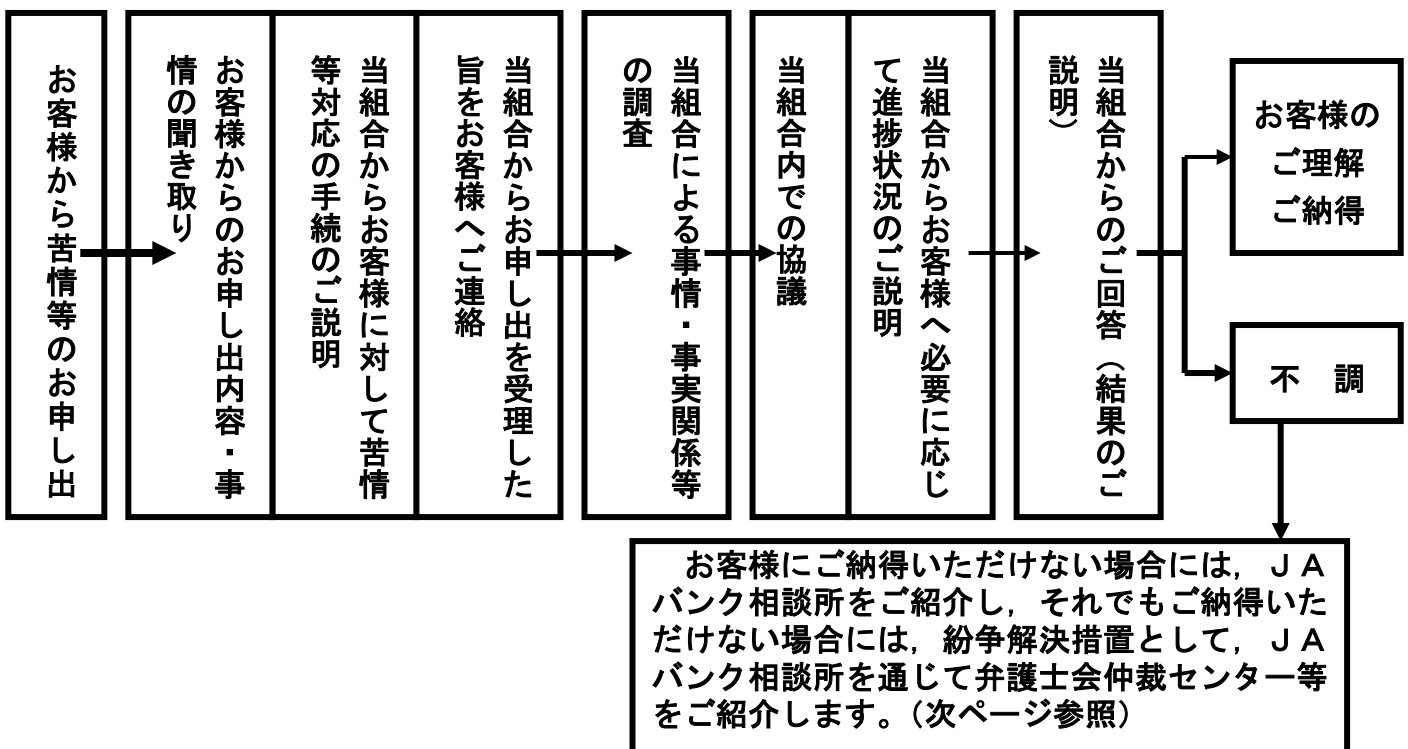 お客様から苦情等のお申し出
お客様からのお申し出内容・事
情の聞き取り
当組合からお客様に対して苦情
等対応の手続のご説明
当組合からお申し出を受理した
旨をお客様へご連絡
当組合による事情・事実関係等
の調査
当組合内での協議
当組合からお客様へ必要に応じ
て進捗状況のご説明
当組合からのご回答（結果のご
説明）
お客様の
ご理解
ご納得
不　調
お客様にご納得いただけない場合には，ＪＡ
バンク相談所をご紹介し，それでもご納得いた
だけない場合には，紛争解決措置として，ＪＡ
バンク相談所を通じて弁護士会仲裁センター等
をご紹介します。（次ページ参照）